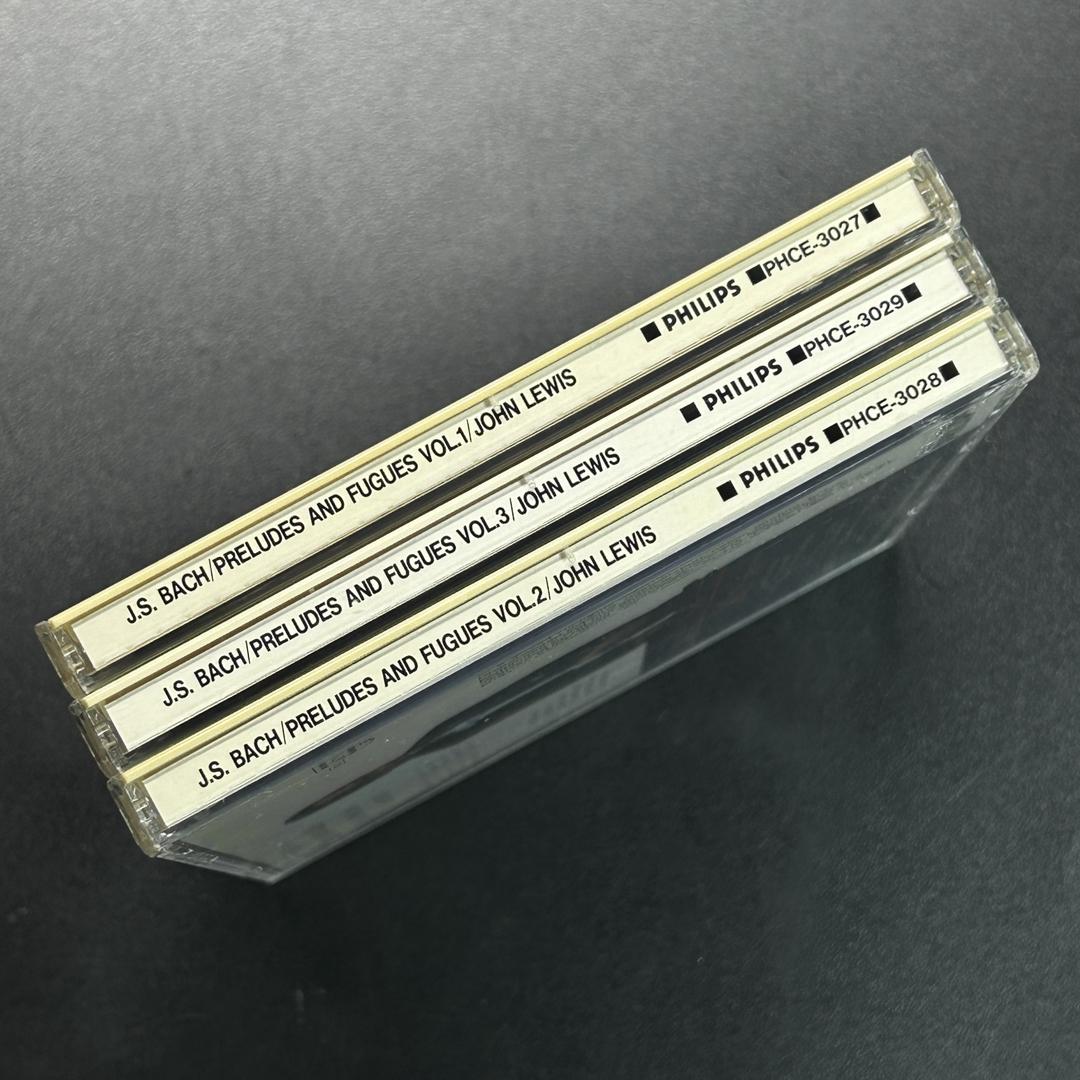 J.S. BACH/PRELUDES AND FUGUES VOL.1/JOHN LEWIS ■ PHILIPS ■PHCE-3027■
J.S. BACH/PRELUDES AND FUGUES VOL.3/JOHN LEWIS ■ PHILIPS ■PHCE-3029■
J.S. BACH/PRELUDES AND FUGUES VOL.2/JOHN LEWIS ■ PHILIPS ■PHCE-3028■